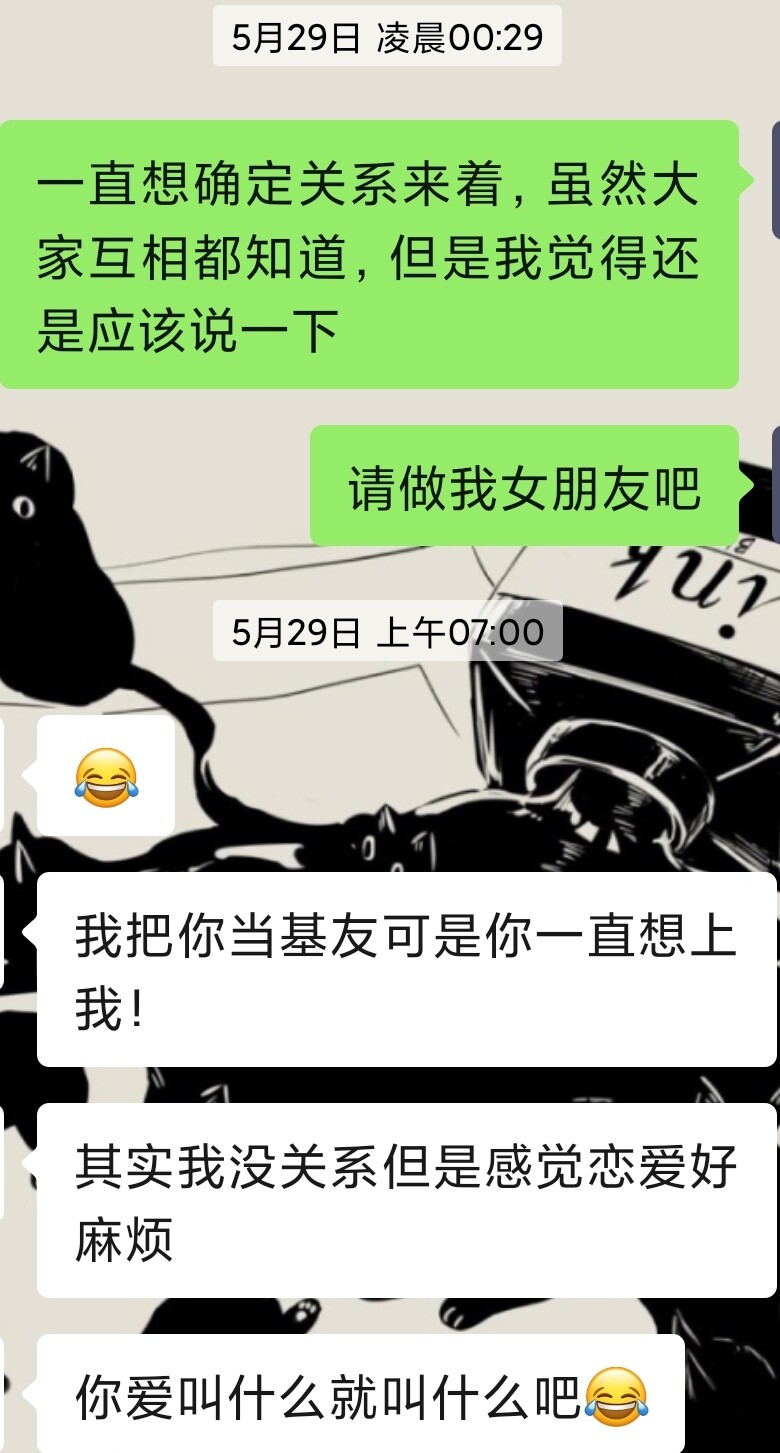 5月29日 凌晨00:29
一直想确定关系来着，虽然大
家互相都知道，但是我觉得还
是应该说一下
请做我女朋友吧
ink
5月29日 上午07:00
😂
我把你当基友可是你一直想上
我！
其实我没关系但是感觉恋爱好
麻烦
你爱叫什么就叫什么吧😂